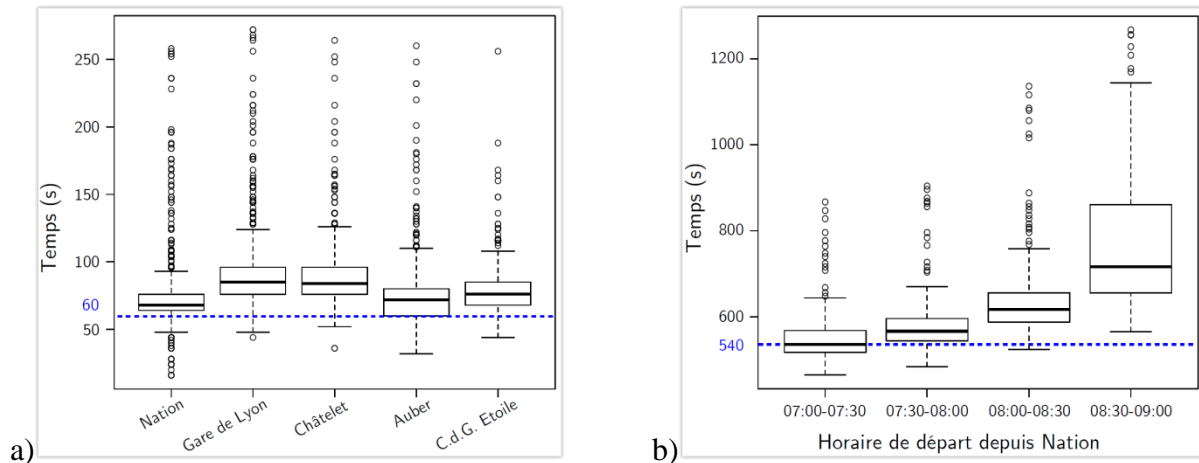 250
200
150
100
60
50
Temps (s)
Nation
Gare de Lyon
Châtelet
Auber
C.d.G. Etoile
a)
1200
1000
800
600
540
Temps (s)
07:00-07:30 07:30-08:00 08:00-08:30 08:30-09:00
Horaire de départ depuis Nation
b)